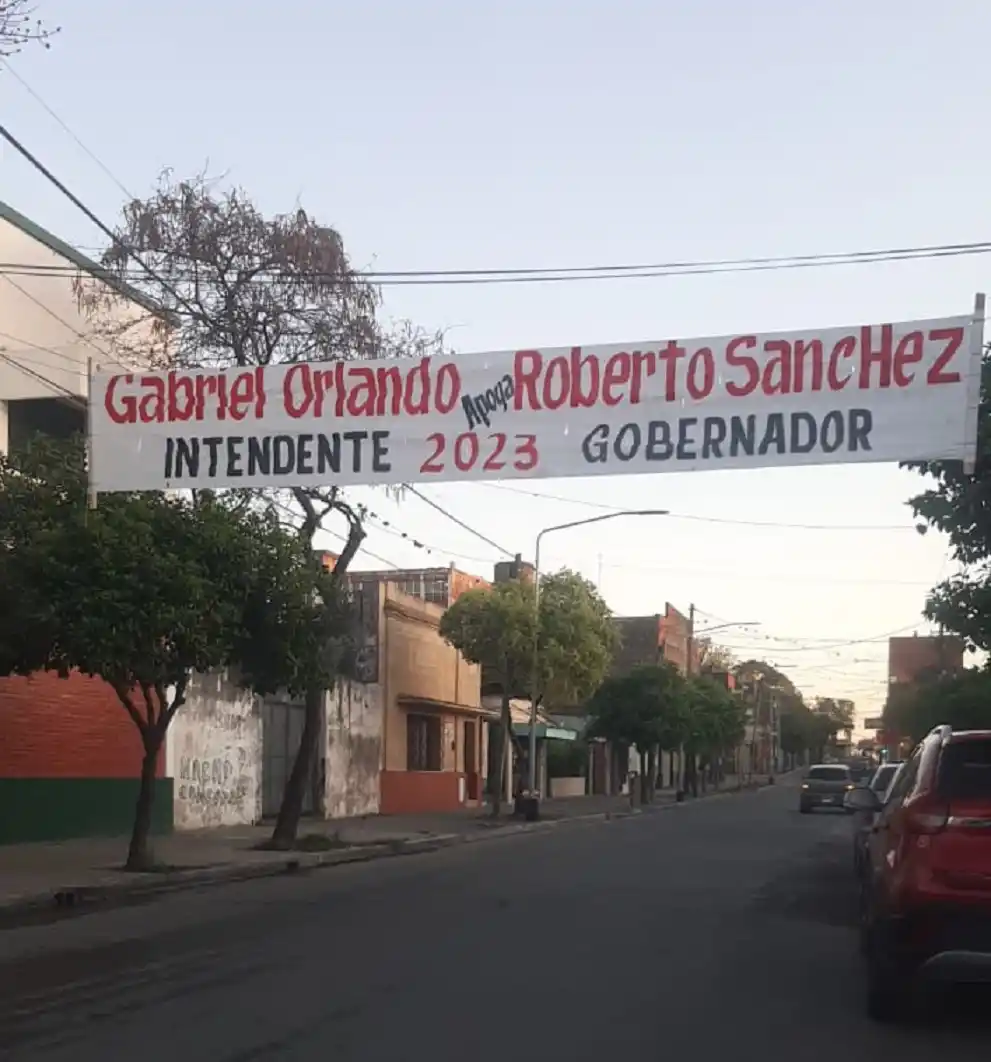 Gabriel Orlando Apoya Roberto SancHez
INTENDENTE 2023 GOBERNADOR